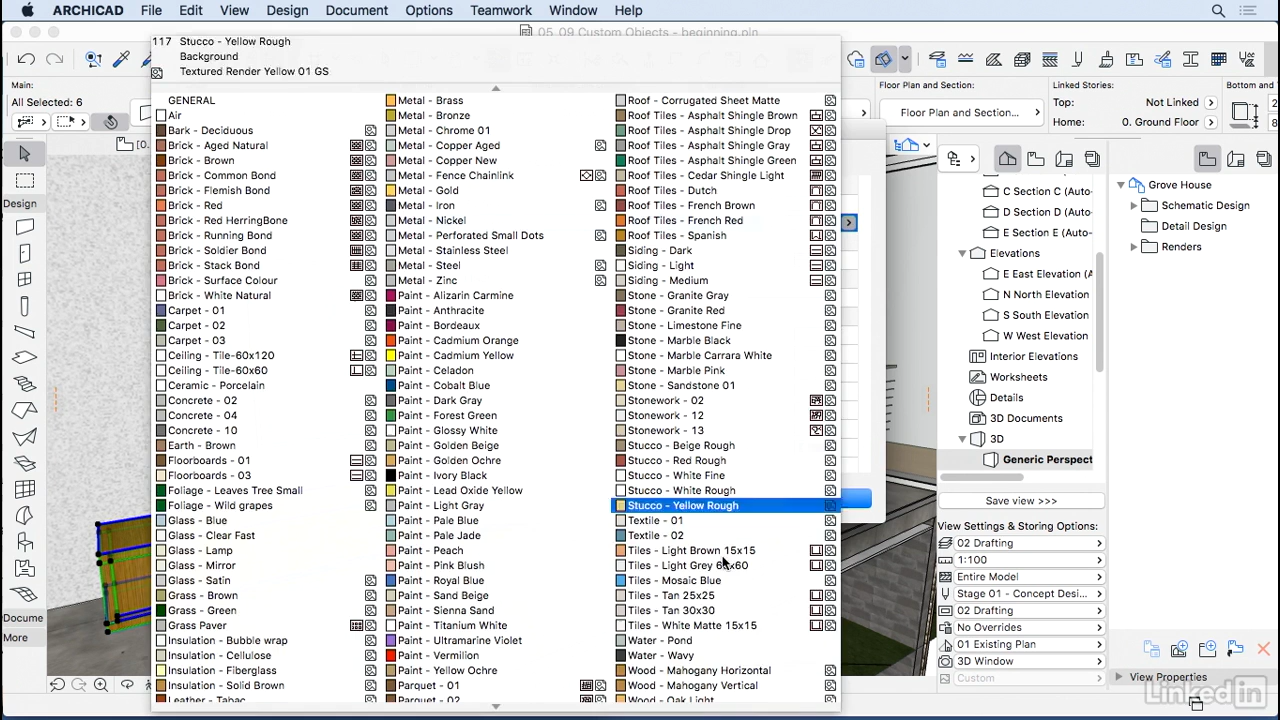 ARCHICAD File Edit View Design Document Options Teamwork Window Help
05_09 Custom Objects - beginning.pln
117 Stucco - Yellow Rough
Background
Textured Render Yellow 01 GS
Main:
All Selected: 6
Floor Plan and Section:
Floor Plan and Section...
Linked Stories:
Top: Not Linked
Home: 0. Ground Floor
Bottom and
2
8
[0.
Design
Docume
More
GENERAL
Air
Bark - Deciduous
Brick - Aged Natural
Brick - Brown
Brick - Common Bond
Brick - Flemish Bond
Brick - Red
Brick - Red HerringBone
Brick - Running Bond
Brick - Soldier Bond
Brick - Stack Bond
Brick - Surface Colour
Brick - White Natural
Carpet - 01
Carpet - 02
Carpet - 03
Ceiling - Tile-60x120
Ceiling - Tile-60x60
Ceramic - Porcelain
Concrete - 02
Concrete - 04
Concrete - 10
Earth - Brown
Floorboards - 01
Floorboards - 03
Foliage - Leaves Tree Small
Foliage - Wild grapes
Glass - Blue
Glass - Clear Fast
Glass - Lamp
Glass - Mirror
Glass - Satin
Grass - Brown
Grass - Green
Grass Paver
Insulation - Bubble wrap
Insulation - Cellulose
Insulation - Fiberglass
Insulation - Solid Brown
Leather - Tabac
Metal - Brass
Metal - Bronze
Metal - Chrome 01
Metal - Copper Aged
Metal - Copper New
Metal - Fence Chainlink
Metal - Gold
Metal - Iron
Metal - Nickel
Metal - Perforated Small Dots
Metal - Stainless Steel
Metal - Steel
Metal - Zinc
Paint - Alizarin Carmine
Paint - Anthracite
Paint - Bordeaux
Paint - Cadmium Orange
Paint - Cadmium Yellow
Paint - Celadon
Paint - Cobalt Blue
Paint - Dark Gray
Paint - Forest Green
Paint - Glossy White
Paint - Golden Beige
Paint - Golden Ochre
Paint - Ivory Black
Paint - Lead Oxide Yellow
Paint - Light Gray
Paint - Pale Blue
Paint - Pale Jade
Paint - Peach
Paint - Pink Blush
Paint - Royal Blue
Paint - Sand Beige
Paint - Sienna Sand
Paint - Titanium White
Paint - Ultramarine Violet
Paint - Vermilion
Paint - Yellow Ochre
Parquet - 01
Parquet - 02
Roof - Corrugated Sheet Matte
Roof Tiles - Asphalt Shingle Brown
Roof Tiles - Asphalt Shingle Drop
Roof Tiles - Asphalt Shingle Gray
Roof Tiles - Asphalt Shingle Green
Roof Tiles - Cedar Shingle Light
Roof Tiles - Dutch
Roof Tiles - French Brown
Roof Tiles - French Red
Roof Tiles - Spanish
Siding - Dark
Siding - Light
Siding - Medium
Stone - Granite Gray
Stone - Granite Red
Stone - Limestone Fine
Stone - Marble Black
Stone - Marble Carrara White
Stone - Marble Pink
Stone - Sandstone 01
Stonework - 02
Stonework - 12
Stonework - 13
Stucco - Beige Rough
Stucco - Red Rough
Stucco - White Fine
Stucco - White Rough
Stucco - Yellow Rough
Textile - 01
Textile - 02
Tiles - Light Brown 15x15
Tiles - Light Grey 60x60
Tiles - Mosaic Blue
Tiles - Tan 25x25
Tiles - Tan 30x30
Tiles - White Matte 15x15
Water - Pond
Water - Wavy
Wood - Mahogany Horizontal
Wood - Mahogany Vertical
Wood - Oak Light
C Section C (Auto-
D Section D (Auto-
E Section E (Auto-
Elevations
E East Elevation (A
N North Elevation
S South Elevation
W West Elevation
Interior Elevations
Worksheets
Details
3D Documents
3D
Generic Perspect
Save view >>>
View Settings & Storing Options:
02 Drafting
1:100
Entire Model
Stage 01 - Concept Desi...
02 Drafting
No Overrides
01 Existing Plan
3D Window
Custom
Grove House
Schematic Design
Detail Design
Renders
View Properties
Linked in